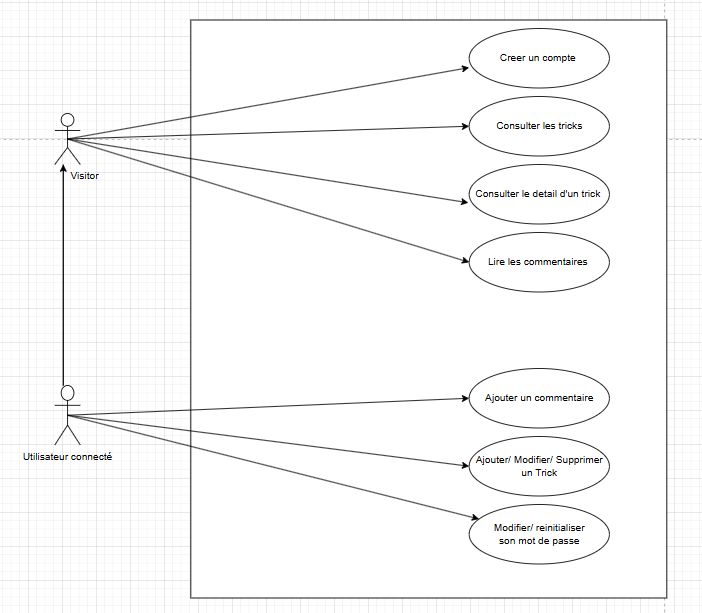 Creer un compte
Consulter les tricks
Visitor
Consulter le detail d'un trick
Lire les commentaires
Ajouter un commentaire
Utilisateur connecté
Ajouter/ Modifier/ Supprimer
un Trick
Modifier/ reinitialiser
son mot de passe